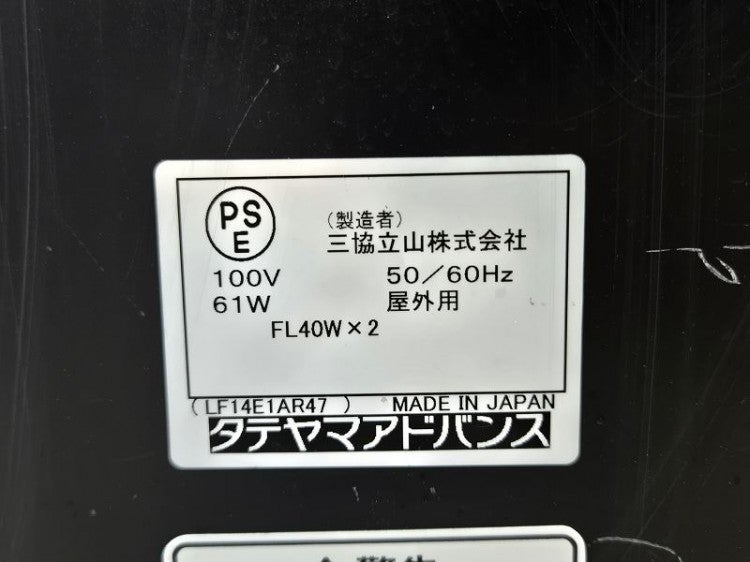 PS
E
(製造者)
三協立山株式会社
100V 50/60Hz
61W 屋外用
FL40W×2
(LF14E1AR47 ) MADE IN JAPAN
タテヤマアドバンス